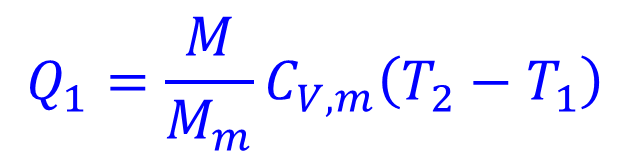 $Q_1 = \frac{M}{M_m} C_{V,m}(T_2 - T_1)$